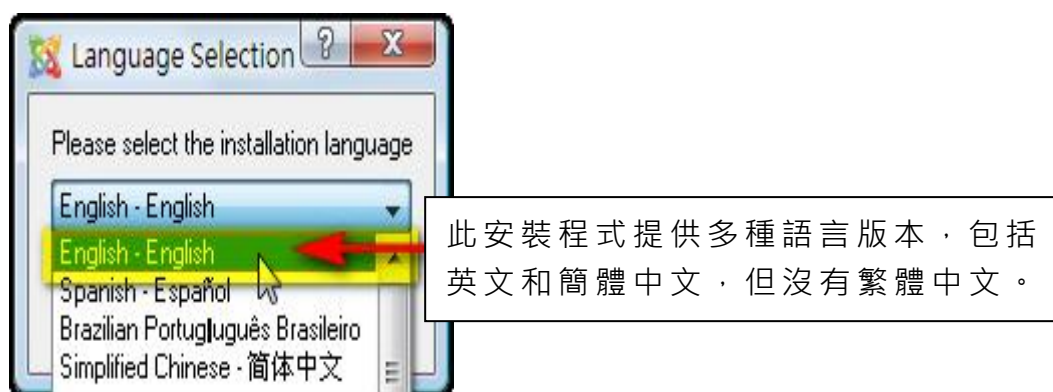 Language Selection
Please select the installation language
English - English
English - English
Spanish - Español
Brazilian Portugluguês Brasileiro
Simplified Chinese - 简体中文
此安裝程式提供多種語言版本，包括
英文和簡體中文，但沒有繁體中文。